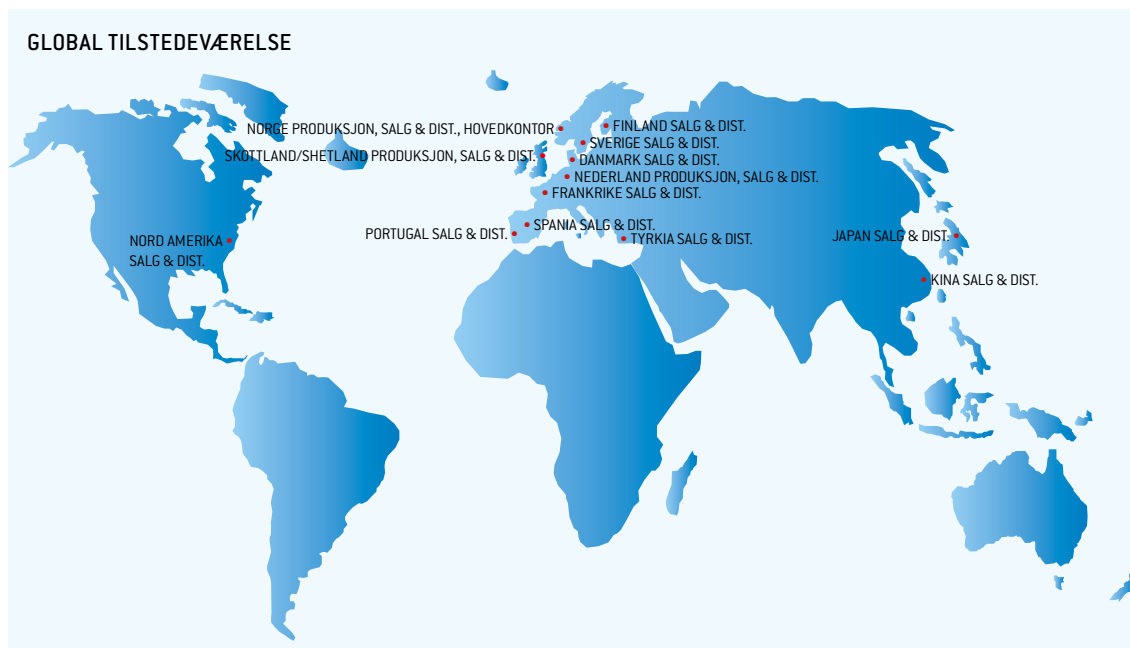 GLOBAL TILSTEDEVÆRELSE
NORGE PRODUKSJON, SALG & DIST., HOVEDKONTOR
FINLAND SALG & DIST.
SVERIGE SALG & DIST.
SKOTTLAND/SHETLAND PRODUKSJON, SALG & DIST.
DANMARK SALG & DIST.
NEDERLAND PRODUKSJON, SALG & DIST.
FRANKRIKE SALG & DIST.
SPANIA SALG & DIST.
PORTUGAL SALG & DIST.
TYRKIA SALG & DIST.
NORD AMERIKA
SALG & DIST.
JAPAN SALG & DIST.
KINA SALG & DIST.